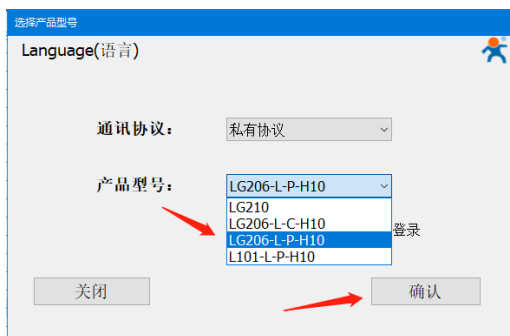 选择产品型号
Language(语言)
通讯协议：
私有协议
产品型号：
LG206-L-P-H10
LG210
LG206-L-C-H10
LG206-L-P-H10
L101-L-P-H10
登录
关闭
确认